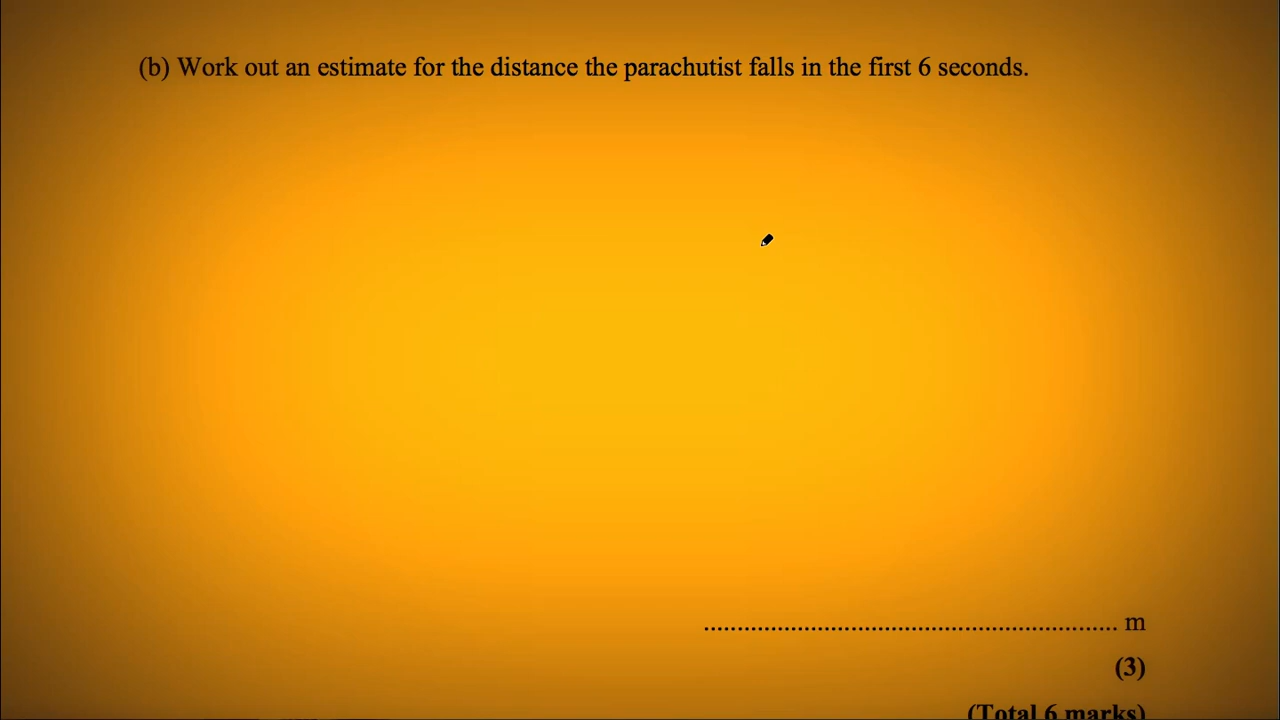 (b) Work out an estimate for the distance the parachutist falls in the first 6 seconds.
.............................................................. m
(3)
(Total 6 marks)